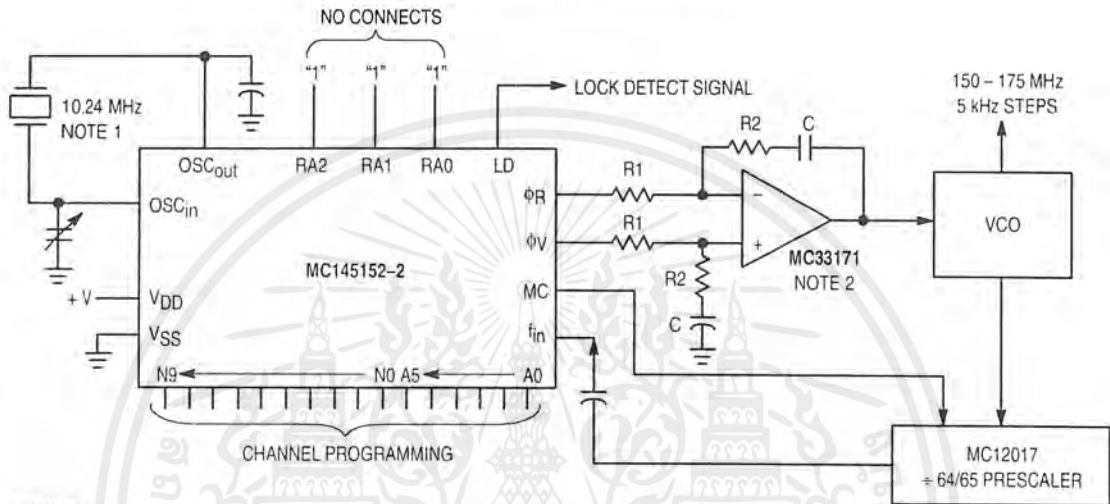 NO CONNECTS
"1" "1" "1"
LOCK DETECT SIGNAL
150 – 175 MHz
5 kHz STEPS
10.24 MHz
NOTE 1
OSCout RA2 RA1 RA0 LD
OSCin
ϕR
ϕV
MC
fin
MC145152–2
+ V
VDD
VSS
N9 N0 A5 A0
CHANNEL PROGRAMMING
R1
R1
R2 C
R2
C
–
+
MC33171
NOTE 2
VCO
MC12017
÷ 64/65 PRESCALER